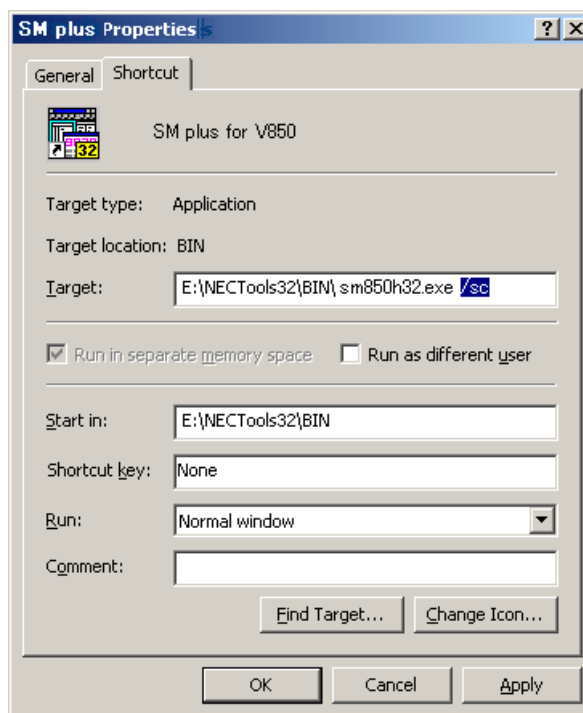 SM plus Properties
General Shortcut
32
SM plus for V850
Target type: Application
Target location: BIN
Target: E:\NECTools32\BIN\ sm850h32.exe /sc
Run in separate memory space Run as different user
Start in: E:\NECTools32\BIN
Shortcut key: None
Run: Normal window
Comment:
Find Target... Change Icon...
OK Cancel Apply